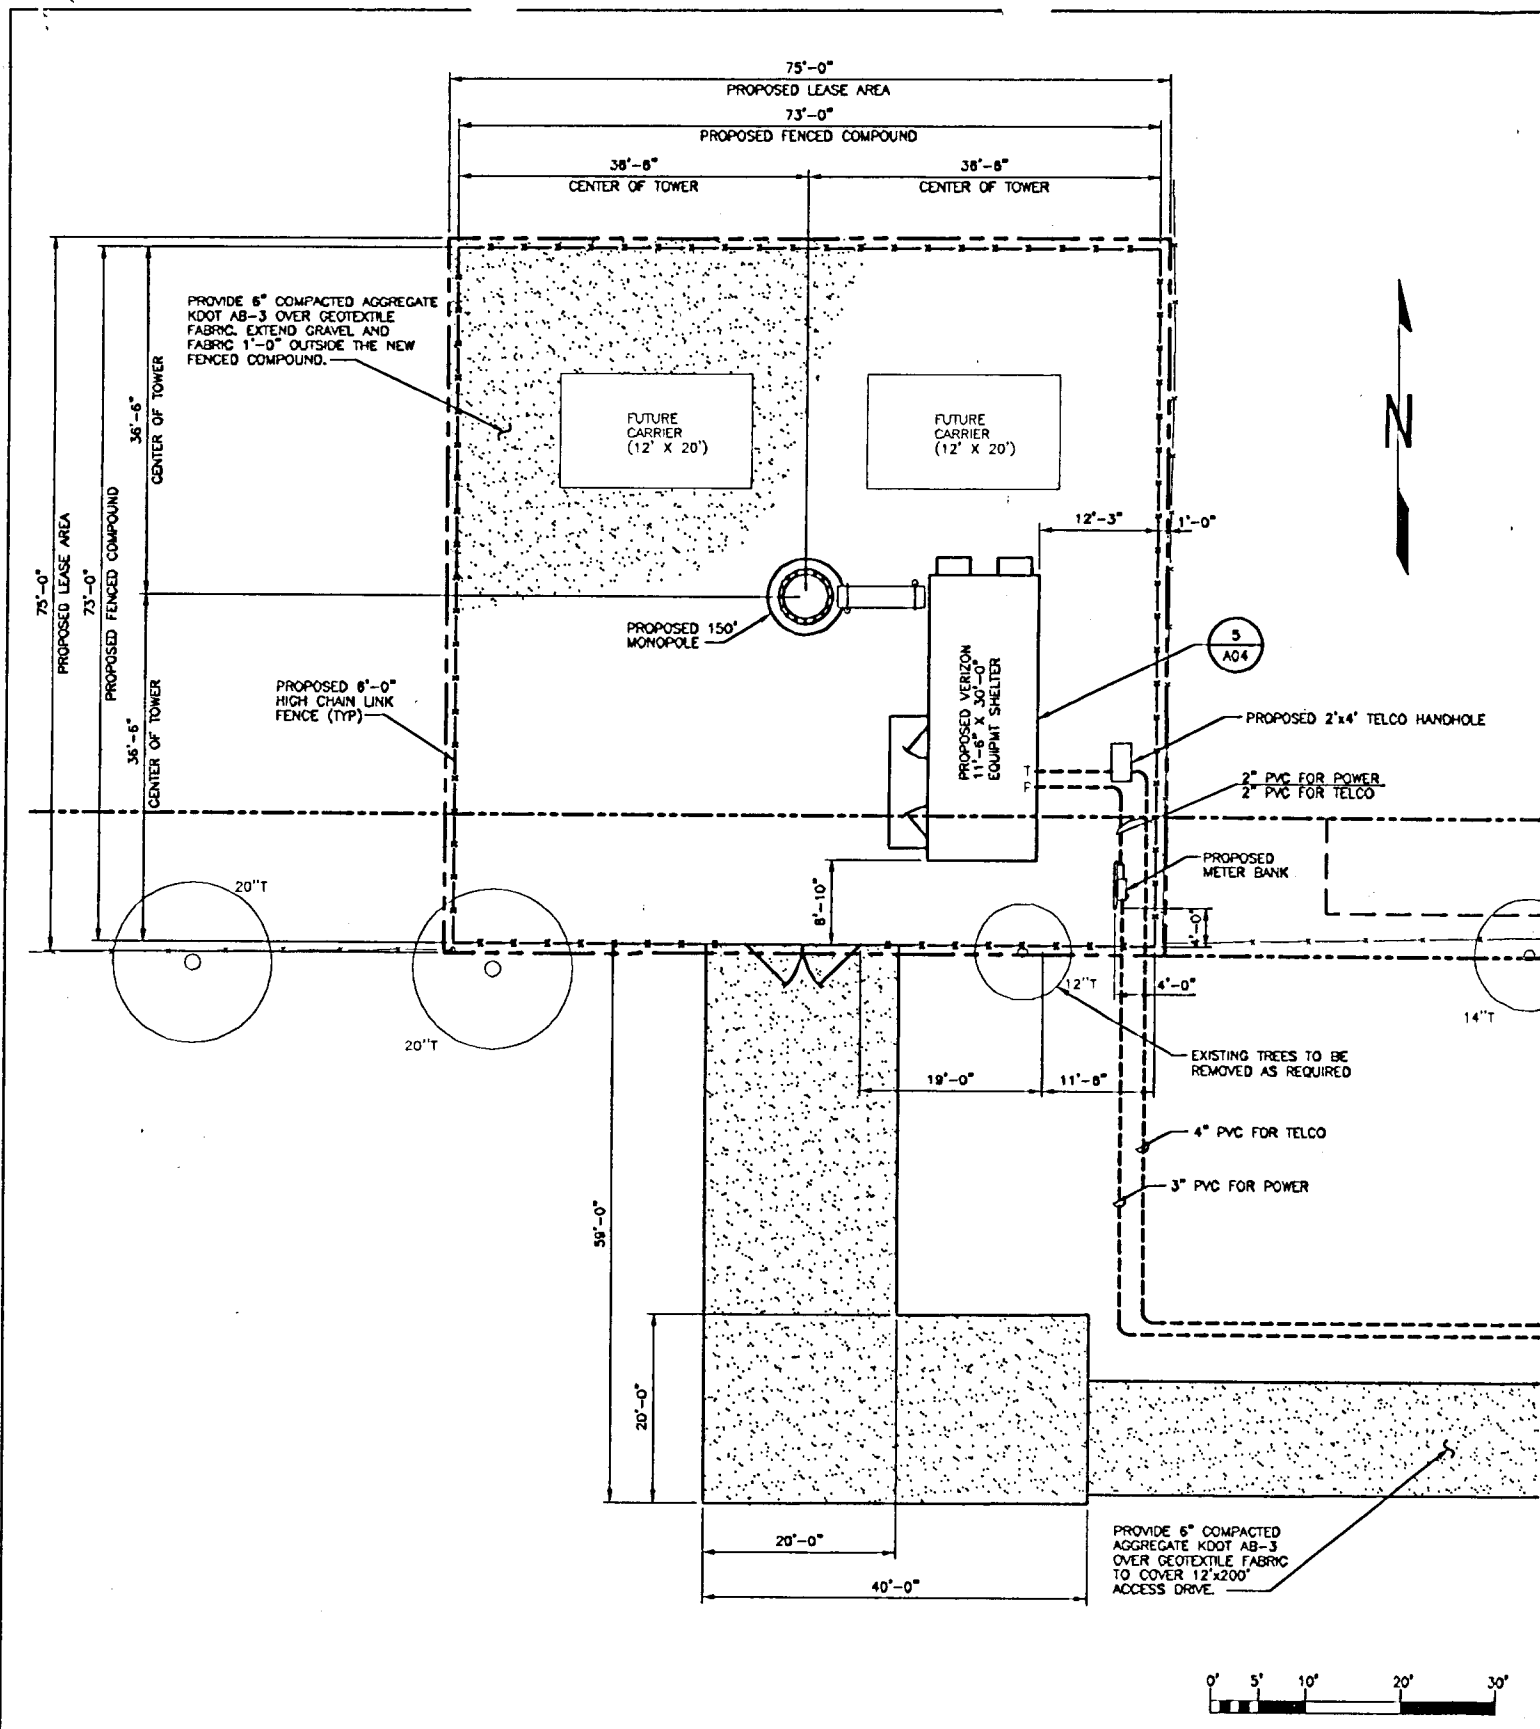 75'-0"
PROPOSED LEASE AREA
73'-0"
PROPOSED FENCED COMPOUND
36'-6"
CENTER OF TOWER
36'-6"
CENTER OF TOWER
PROVIDE 6" COMPACTED AGGREGATE
KDOT AB-3 OVER GEOTEXTILE
FABRIC. EXTEND GRAVEL AND
FABRIC 1'-0" OUTSIDE THE NEW
FENCED COMPOUND.
75'-0"
PROPOSED LEASE AREA
73'-0"
PROPOSED FENCED COMPOUND
36'-6"
CENTER OF TOWER
36'-6"
CENTER OF TOWER
FUTURE
CARRIER
(12' X 20')
FUTURE
CARRIER
(12' X 20')
N
12'-3"
1'-0"
PROPOSED 150'
MONOPOLE
PROPOSED VERIZON
11'-6" X 30'-0"
EQUIPMT SHELTER
5
A04
PROPOSED 6'-0"
HIGH CHAIN LINK
FENCE (TYP)
PROPOSED 2'x4' TELCO HANDHOLE
T
P
2" PVC FOR POWER
2" PVC FOR TELCO
PROPOSED
METER BANK
8'-10"
4'-0"
20"T
20"T
12"T
14"T
4'-0"
EXISTING TREES TO BE
REMOVED AS REQUIRED
19'-0"
11'-6"
4" PVC FOR TELCO
3" PVC FOR POWER
59'-0"
20'-0"
20'-0"
40'-0"
PROVIDE 6" COMPACTED
AGGREGATE KDOT AB-3
OVER GEOTEXTILE FABRIC
TO COVER 12'x200'
ACCESS DRIVE.
0' 5' 10' 20' 30'